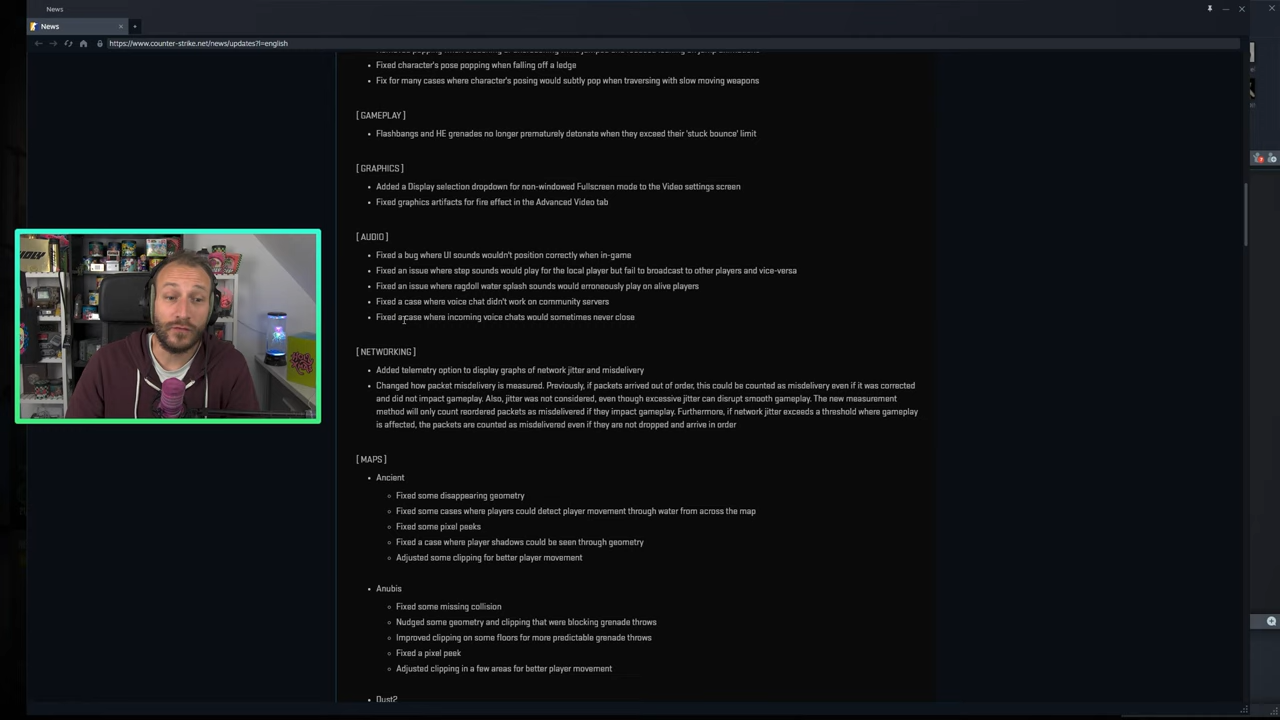 News
News
https://www.counter-strike.net/news/updates?l=english
Fixed character's pose popping when falling off a ledge
Fix for many cases where character's posing would subtly pop when traversing with slow moving weapons
[ GAMEPLAY ]
Flashbangs and HE grenades no longer prematurely detonate when they exceed their 'stuck bounce' limit
[ GRAPHICS ]
Added a Display selection dropdown for non-windowed Fullscreen mode to the Video settings screen
Fixed graphics artifacts for fire effect in the Advanced Video tab
[ AUDIO ]
Fixed a bug where UI sounds wouldn't position correctly when in-game
Fixed an issue where step sounds would play for the local player but fail to broadcast to other players and vice-versa
Fixed an issue where ragdoll water splash sounds would erroneously play on alive players
Fixed a case where voice chat didn't work on community servers
Fixed a case where incoming voice chats would sometimes never close
[ NETWORKING ]
Added telemetry option to display graphs of network jitter and misdelivery
Changed how packet misdelivery is measured. Previously, if packets arrived out of order, this could be counted as misdelivery even if it was corrected
and did not impact gameplay. Also, jitter was not considered, even though excessive jitter can disrupt smooth gameplay. The new measurement
method will only count reordered packets as misdelivered if they impact gameplay. Furthermore, if network jitter exceeds a threshold where gameplay
is affected, the packets are counted as misdelivered even if they are not dropped and arrive in order
[ MAPS ]
Ancient
Fixed some disappearing geometry
Fixed some cases where players could detect player movement through water from across the map
Fixed some pixel peeks
Fixed a case where player shadows could be seen through geometry
Adjusted some clipping for better player movement
Anubis
Fixed some missing collision
Nudged some geometry and clipping that were blocking grenade throws
Improved clipping on some floors for more predictable grenade throws
Fixed a pixel peek
Adjusted clipping in a few areas for better player movement
Dust2